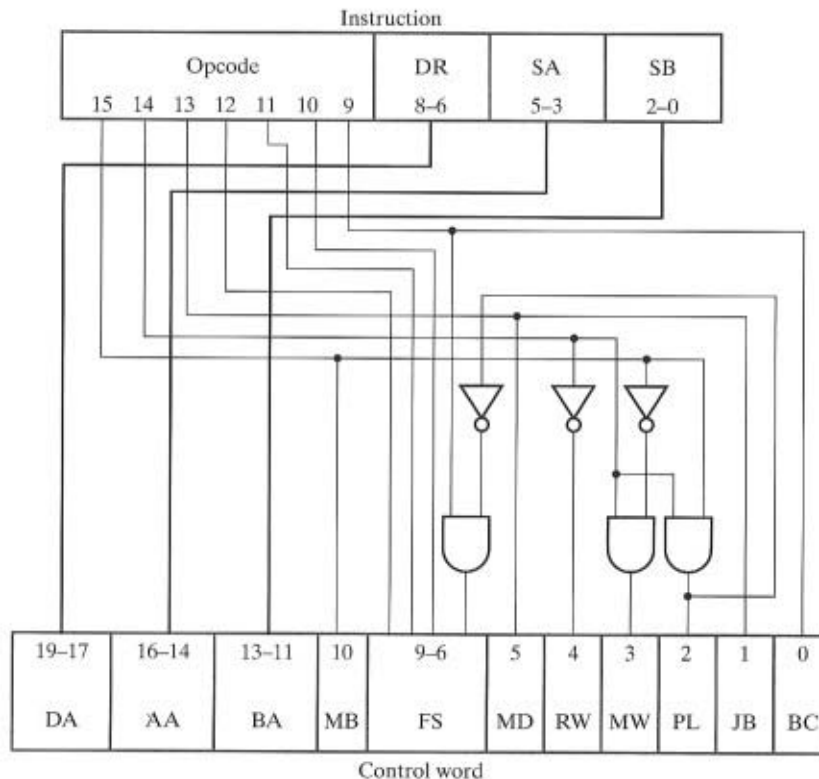 Instruction
Opcode DR SA SB
15 14 13 12 11 10 9 8–6 5–3 2–0
19–17 16–14 13–11 10 9–6 5 4 3 2 1 0
DA AA BA MB FS MD RW MW PL JB BC
Control word